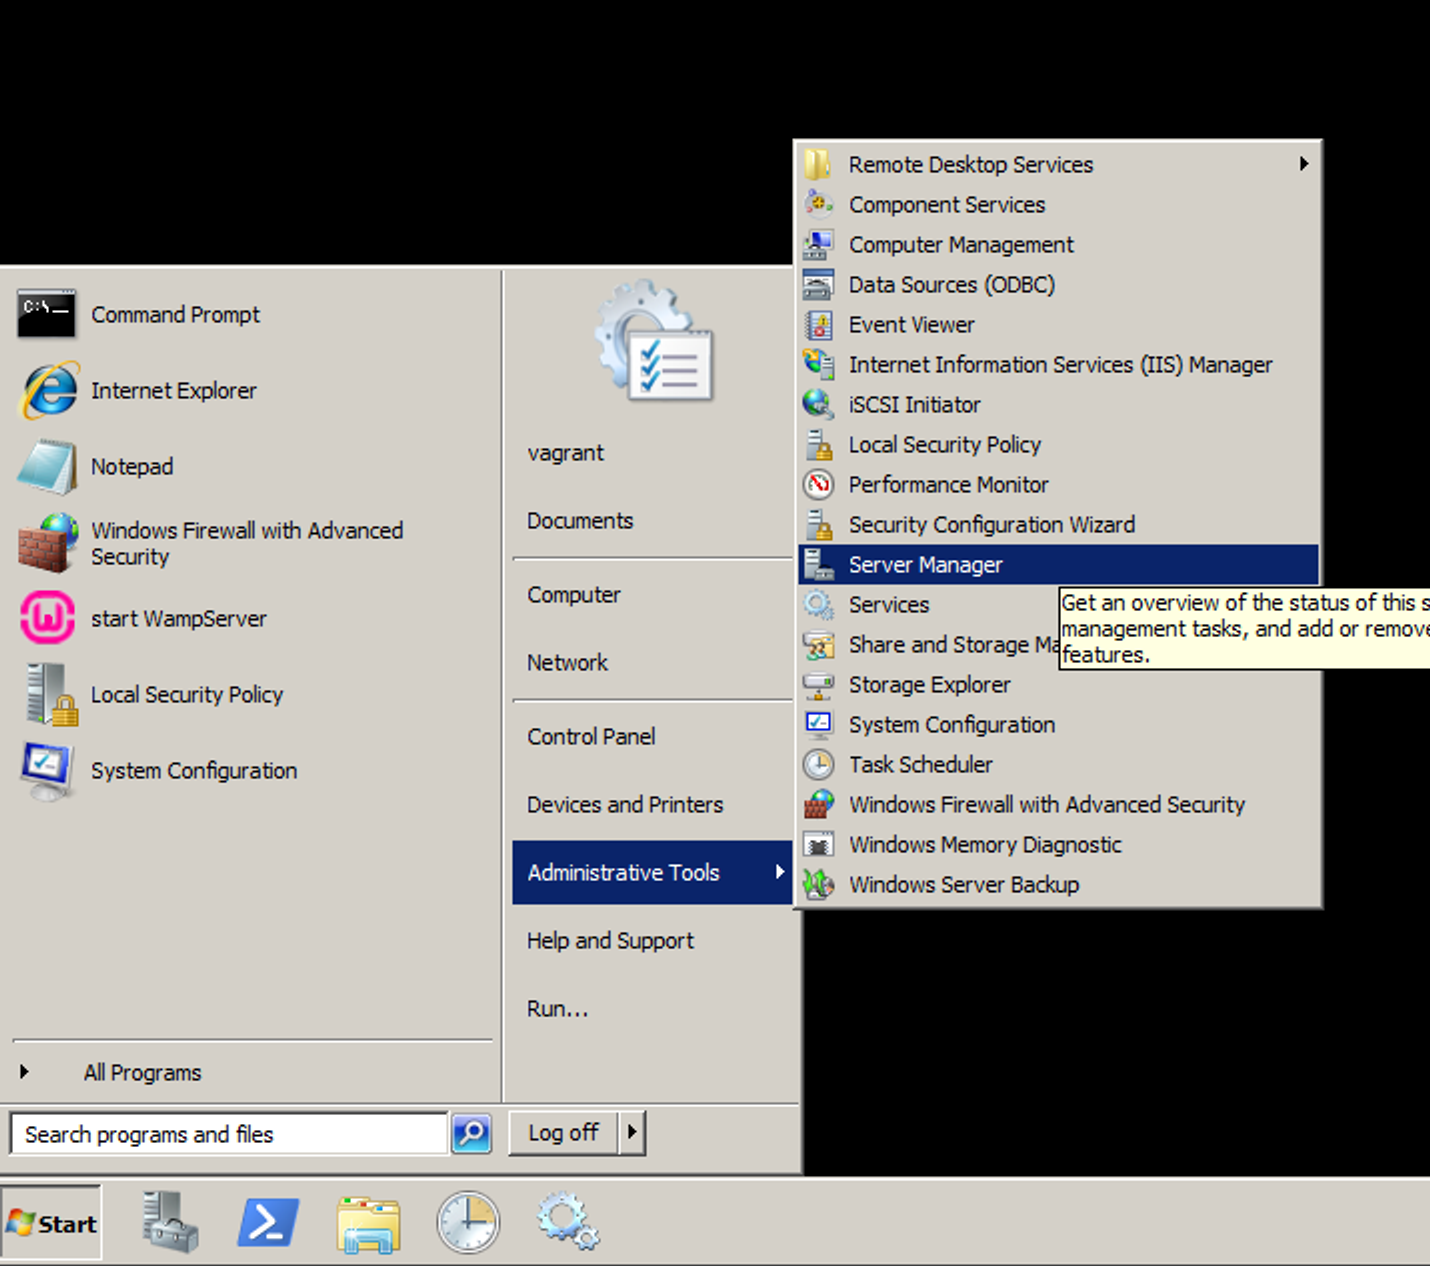 Command Prompt
Internet Explorer
Notepad
Windows Firewall with Advanced
Security
start WampServer
Local Security Policy
System Configuration
All Programs
Search programs and files
vagrant
Documents
Computer
Network
Control Panel
Devices and Printers
Administrative Tools
Help and Support
Run...
Log off
Remote Desktop Services
Component Services
Computer Management
Data Sources (ODBC)
Event Viewer
Internet Information Services (IIS) Manager
iSCSI Initiator
Local Security Policy
Performance Monitor
Security Configuration Wizard
Server Manager
Services
Share and Storage Ma
Storage Explorer
System Configuration
Task Scheduler
Windows Firewall with Advanced Security
Windows Memory Diagnostic
Windows Server Backup
Get an overview of the status of this s
management tasks, and add or remove
features.
Start